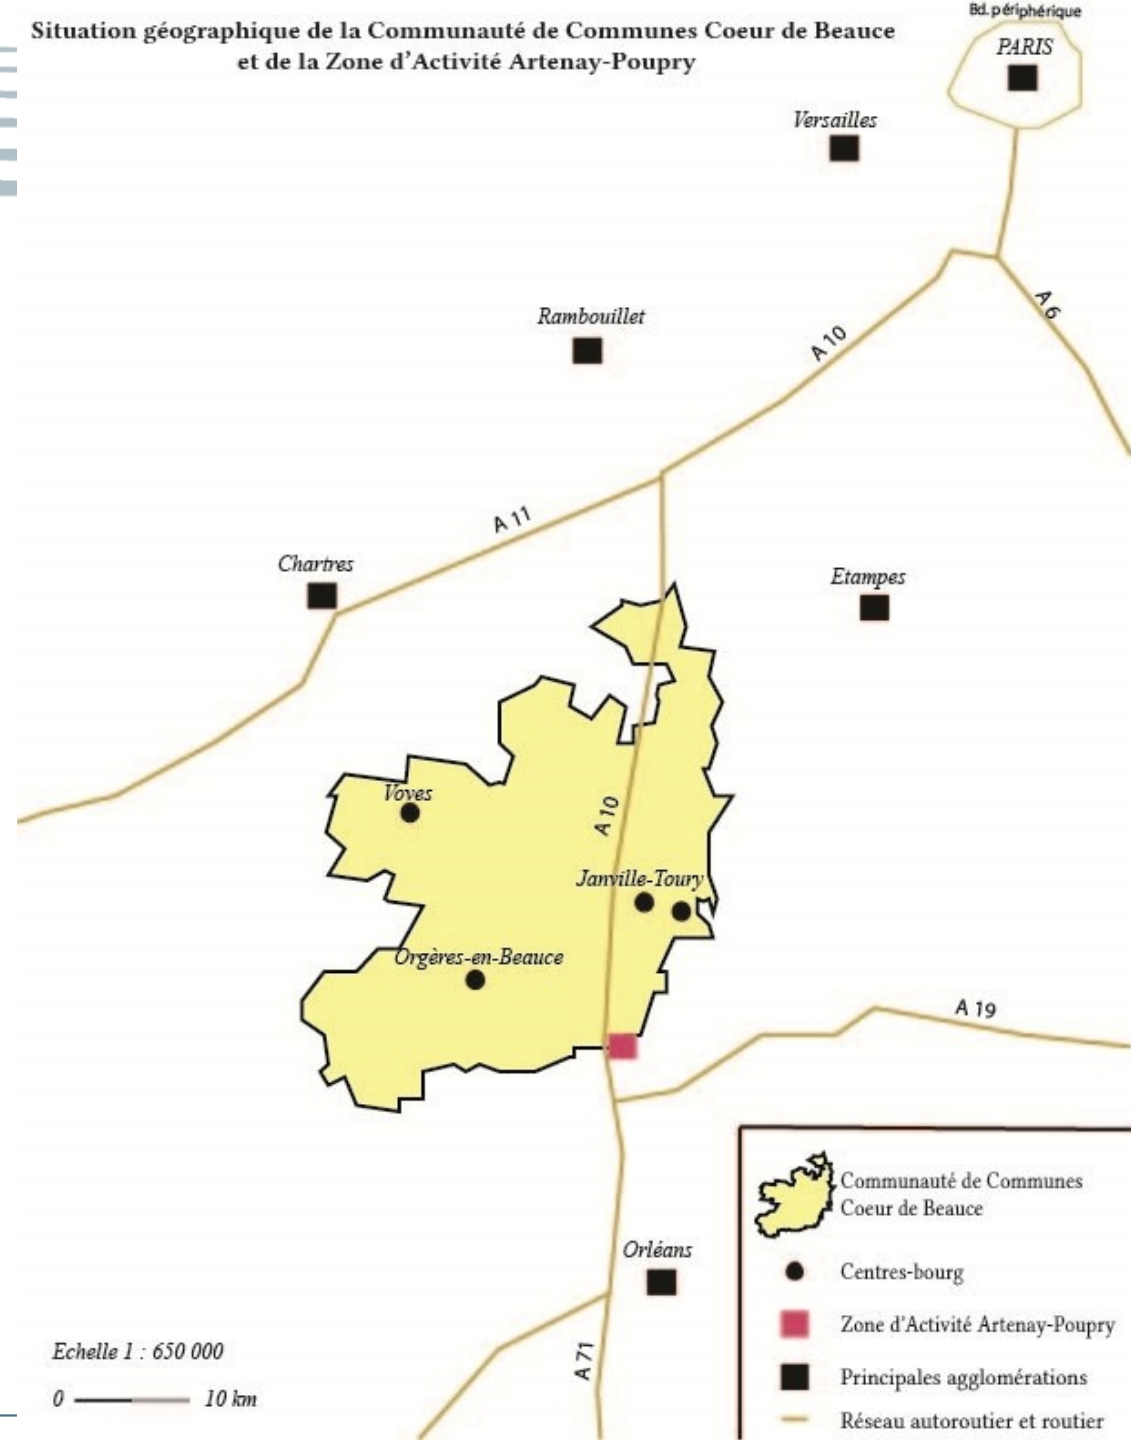 Situation géographique de la Communauté de Communes Coeur de Beauce
et de la Zone d'Activité Artenay-Poupry
Bd. périphérique
PARIS
Versailles
Rambouillet
A 6
A 10
A 11
Chartres
Etampes
Voves
A 10
Janville-Toury
Orgères-en-Beauce
A 19
Orléans
A 71
Communauté de Communes
Coeur de Beauce
Centres-bourg
Zone d'Activité Artenay-Poupry
Principales agglomérations
Réseau autoroutier et routier
Echelle 1 : 650 000
0 10 km